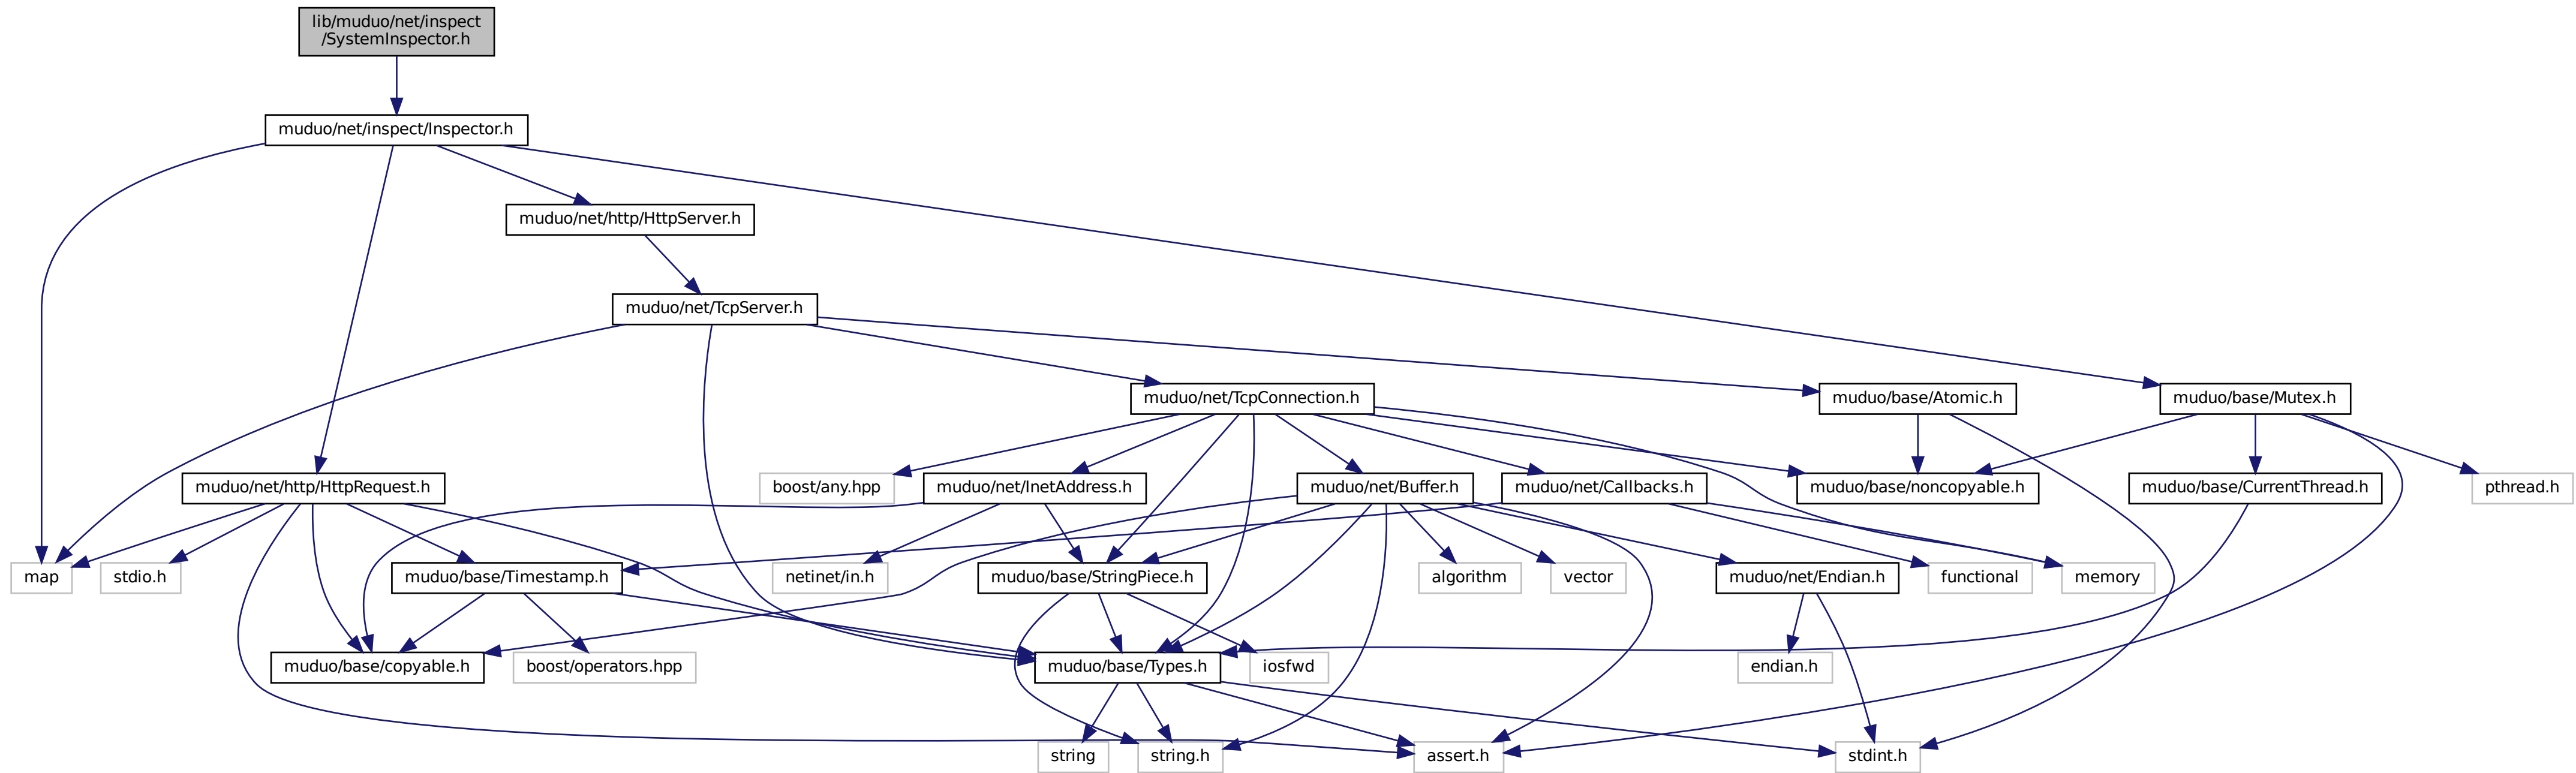 lib/muduo/net/inspect
/SystemInspector.h
muduo/net/inspect/Inspector.h
muduo/net/http/HttpServer.h
muduo/net/TcpServer.h
muduo/net/TcpConnection.h
muduo/base/Atomic.h
muduo/base/Mutex.h
muduo/net/http/HttpRequest.h
boost/any.hpp
muduo/net/InetAddress.h
muduo/net/Buffer.h
muduo/net/Callbacks.h
muduo/base/noncopyable.h
muduo/base/CurrentThread.h
pthread.h
map
stdio.h
muduo/base/Timestamp.h
netinet/in.h
muduo/base/StringPiece.h
algorithm
vector
muduo/net/Endian.h
functional
memory
muduo/base/copyable.h
boost/operators.hpp
muduo/base/Types.h
iosfwd
endian.h
string
string.h
assert.h
stdint.h